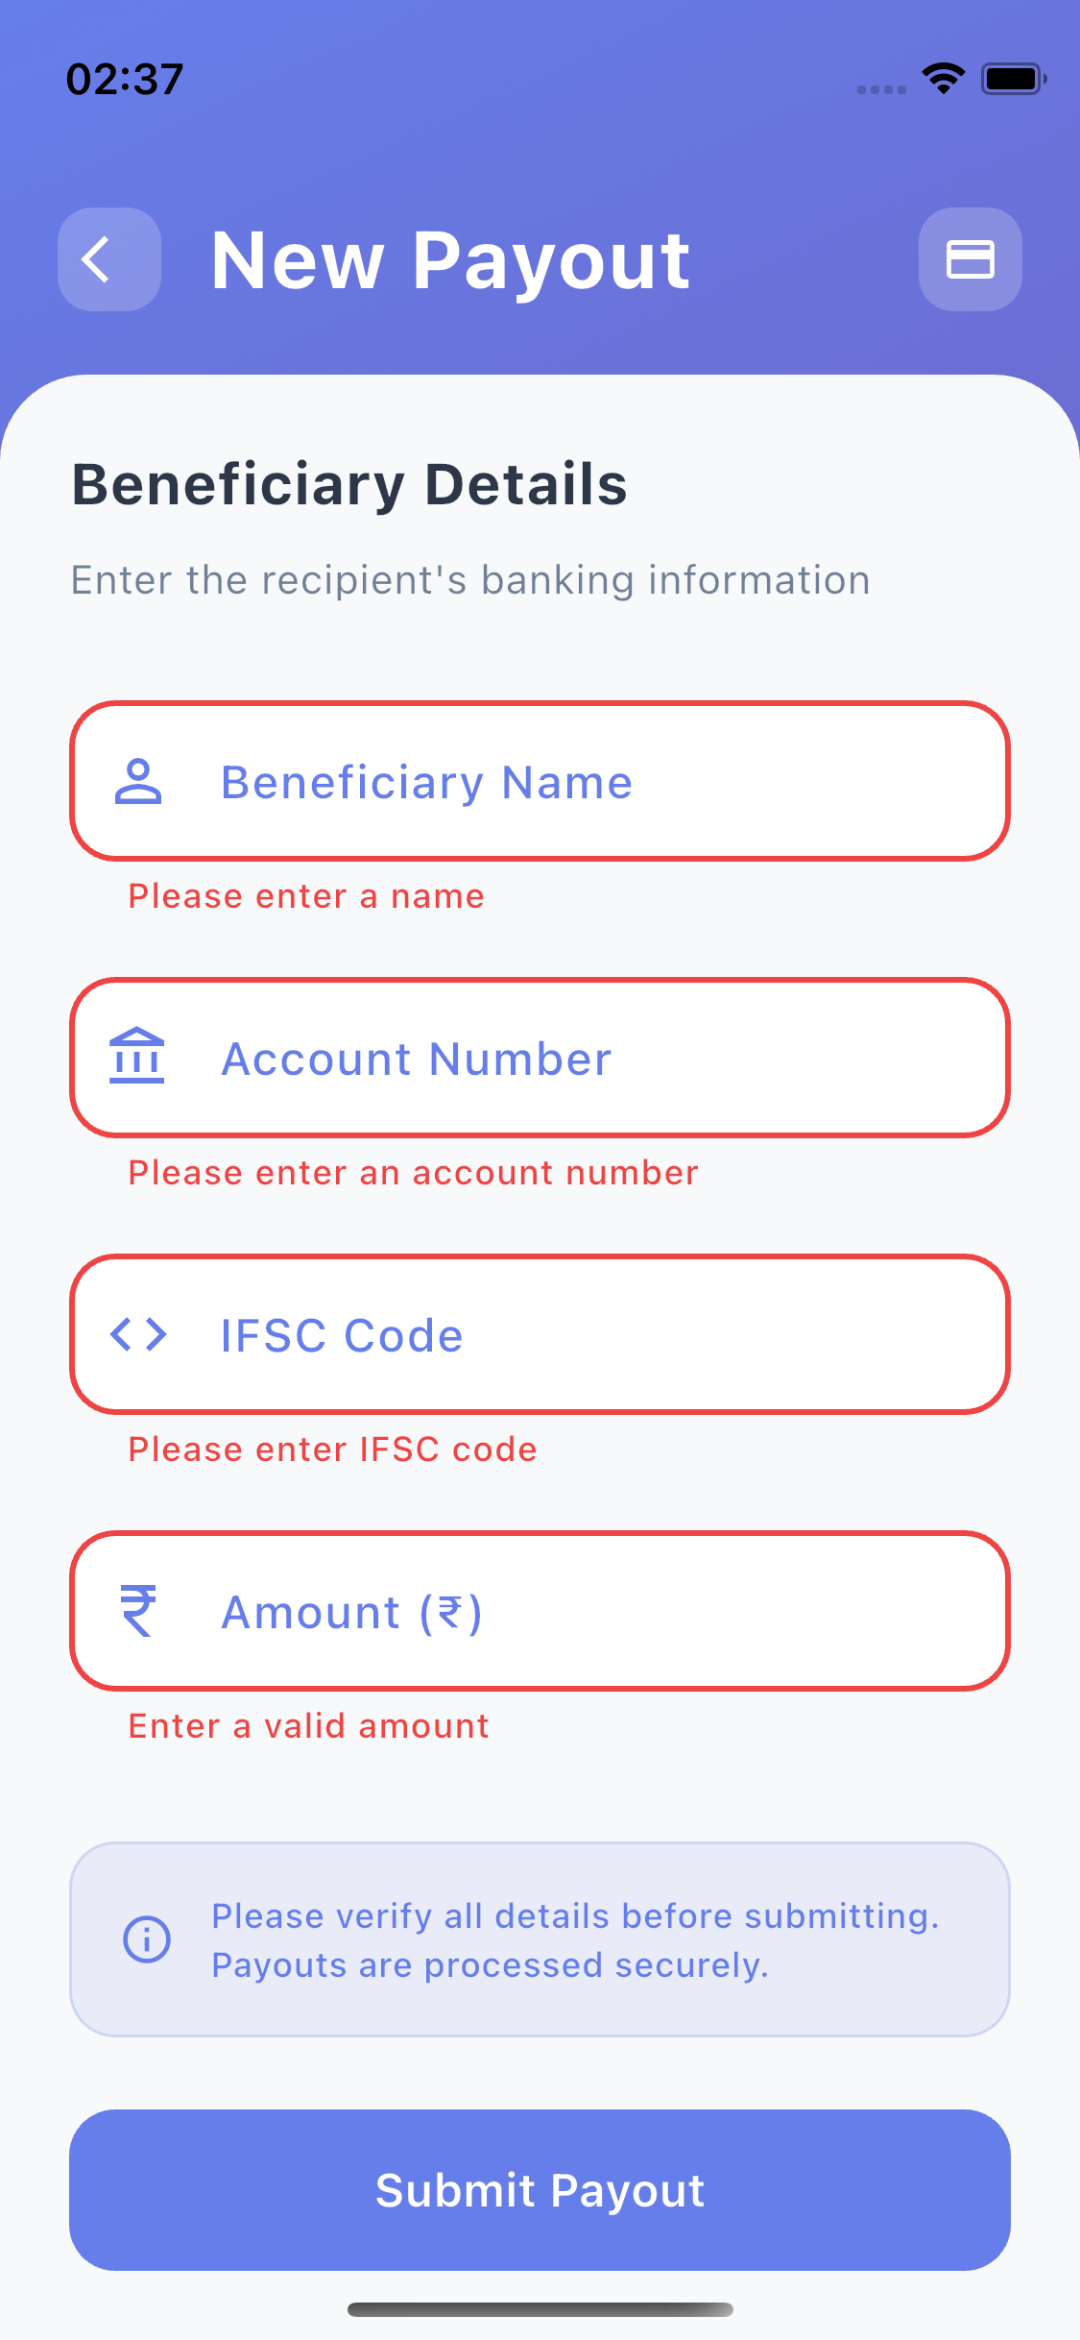 02:37
New Payout
Beneficiary Details
Enter the recipient's banking information
Beneficiary Name
Please enter a name
Account Number
Please enter an account number
IFSC Code
Please enter IFSC code
₹
Amount (₹)
Enter a valid amount
Please verify all details before submitting.
Payouts are processed securely.
Submit Payout